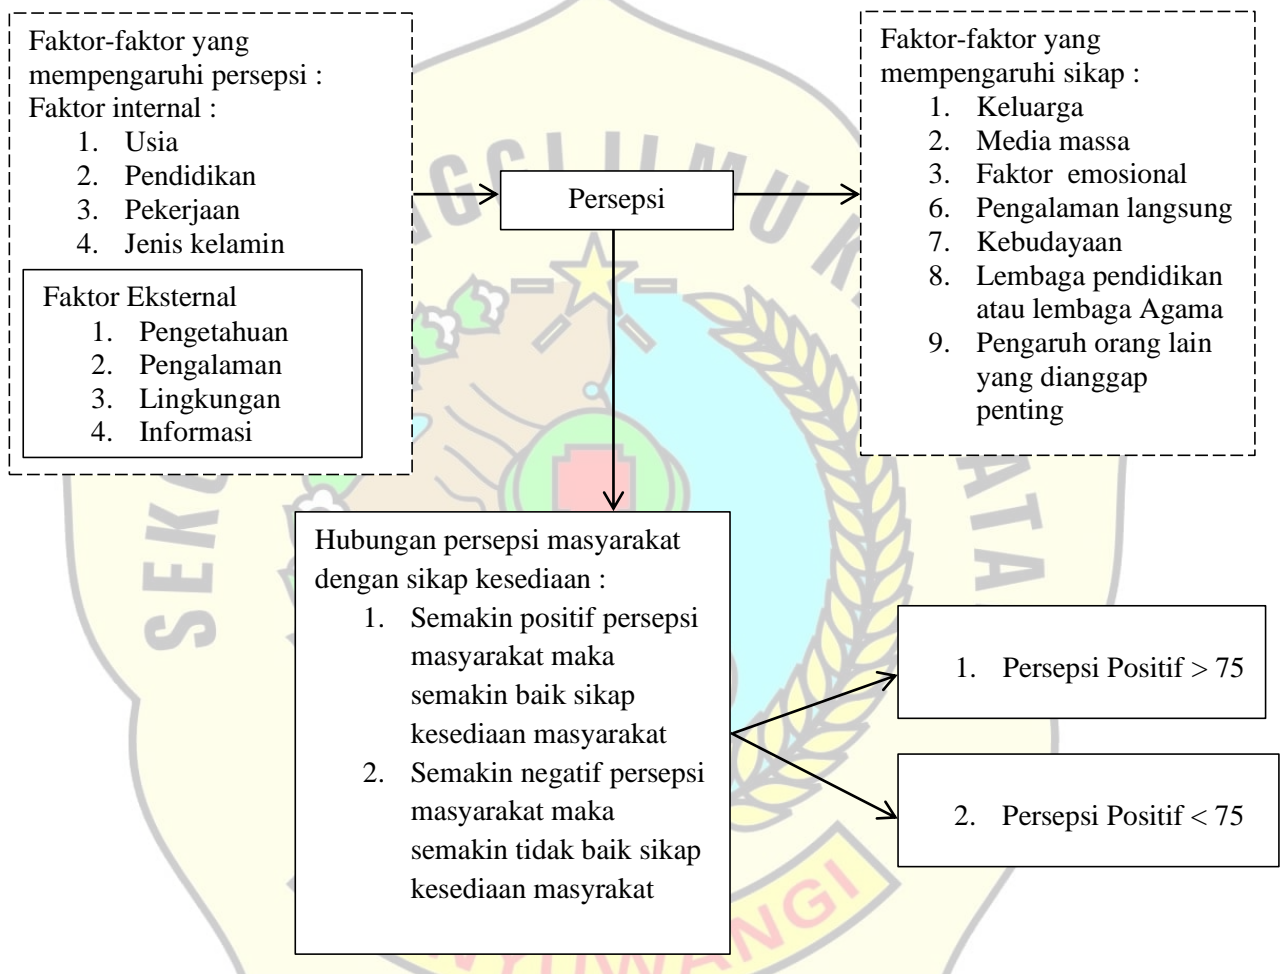 Faktor-faktor yang
mempengaruhi persepsi :
Faktor internal :
1. Usia
2. Pendidikan
3. Pekerjaan
4. Jenis kelamin
Faktor Eksternal
1. Pengetahuan
2. Pengalaman
3. Lingkungan
4. Informasi
Persepsi
Faktor-faktor yang
mempengaruhi sikap :
1. Keluarga
2. Media massa
3. Faktor emosional
6. Pengalaman langsung
7. Kebudayaan
8. Lembaga pendidikan
atau lembaga Agama
9. Pengaruh orang lain
yang dianggap
penting
Hubungan persepsi masyarakat
dengan sikap kesediaan :
1. Semakin positif persepsi
masyarakat maka
semakin baik sikap
kesediaan masyarakat
2. Semakin negatif persepsi
masyarakat maka
semakin tidak baik sikap
kesediaan masyrakat
1. Persepsi Positif > 75
2. Persepsi Positif < 75